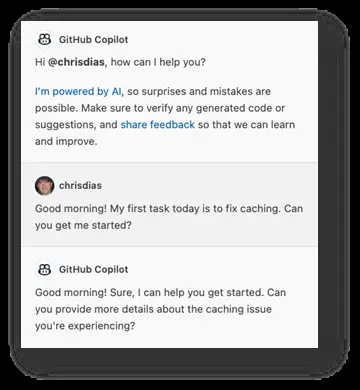 GitHub Copilot
Hi @chrisdias, how can I help you?
I'm powered by AI, so surprises and mistakes are
possible. Make sure to verify any generated code or
suggestions, and share feedback so that we can learn
and improve.
chrisdias
Good morning! My first task today is to fix caching. Can
you get me started?
GitHub Copilot
Good morning! Sure, I can help you get started. Can
you provide more details about the caching issue
you're experiencing?